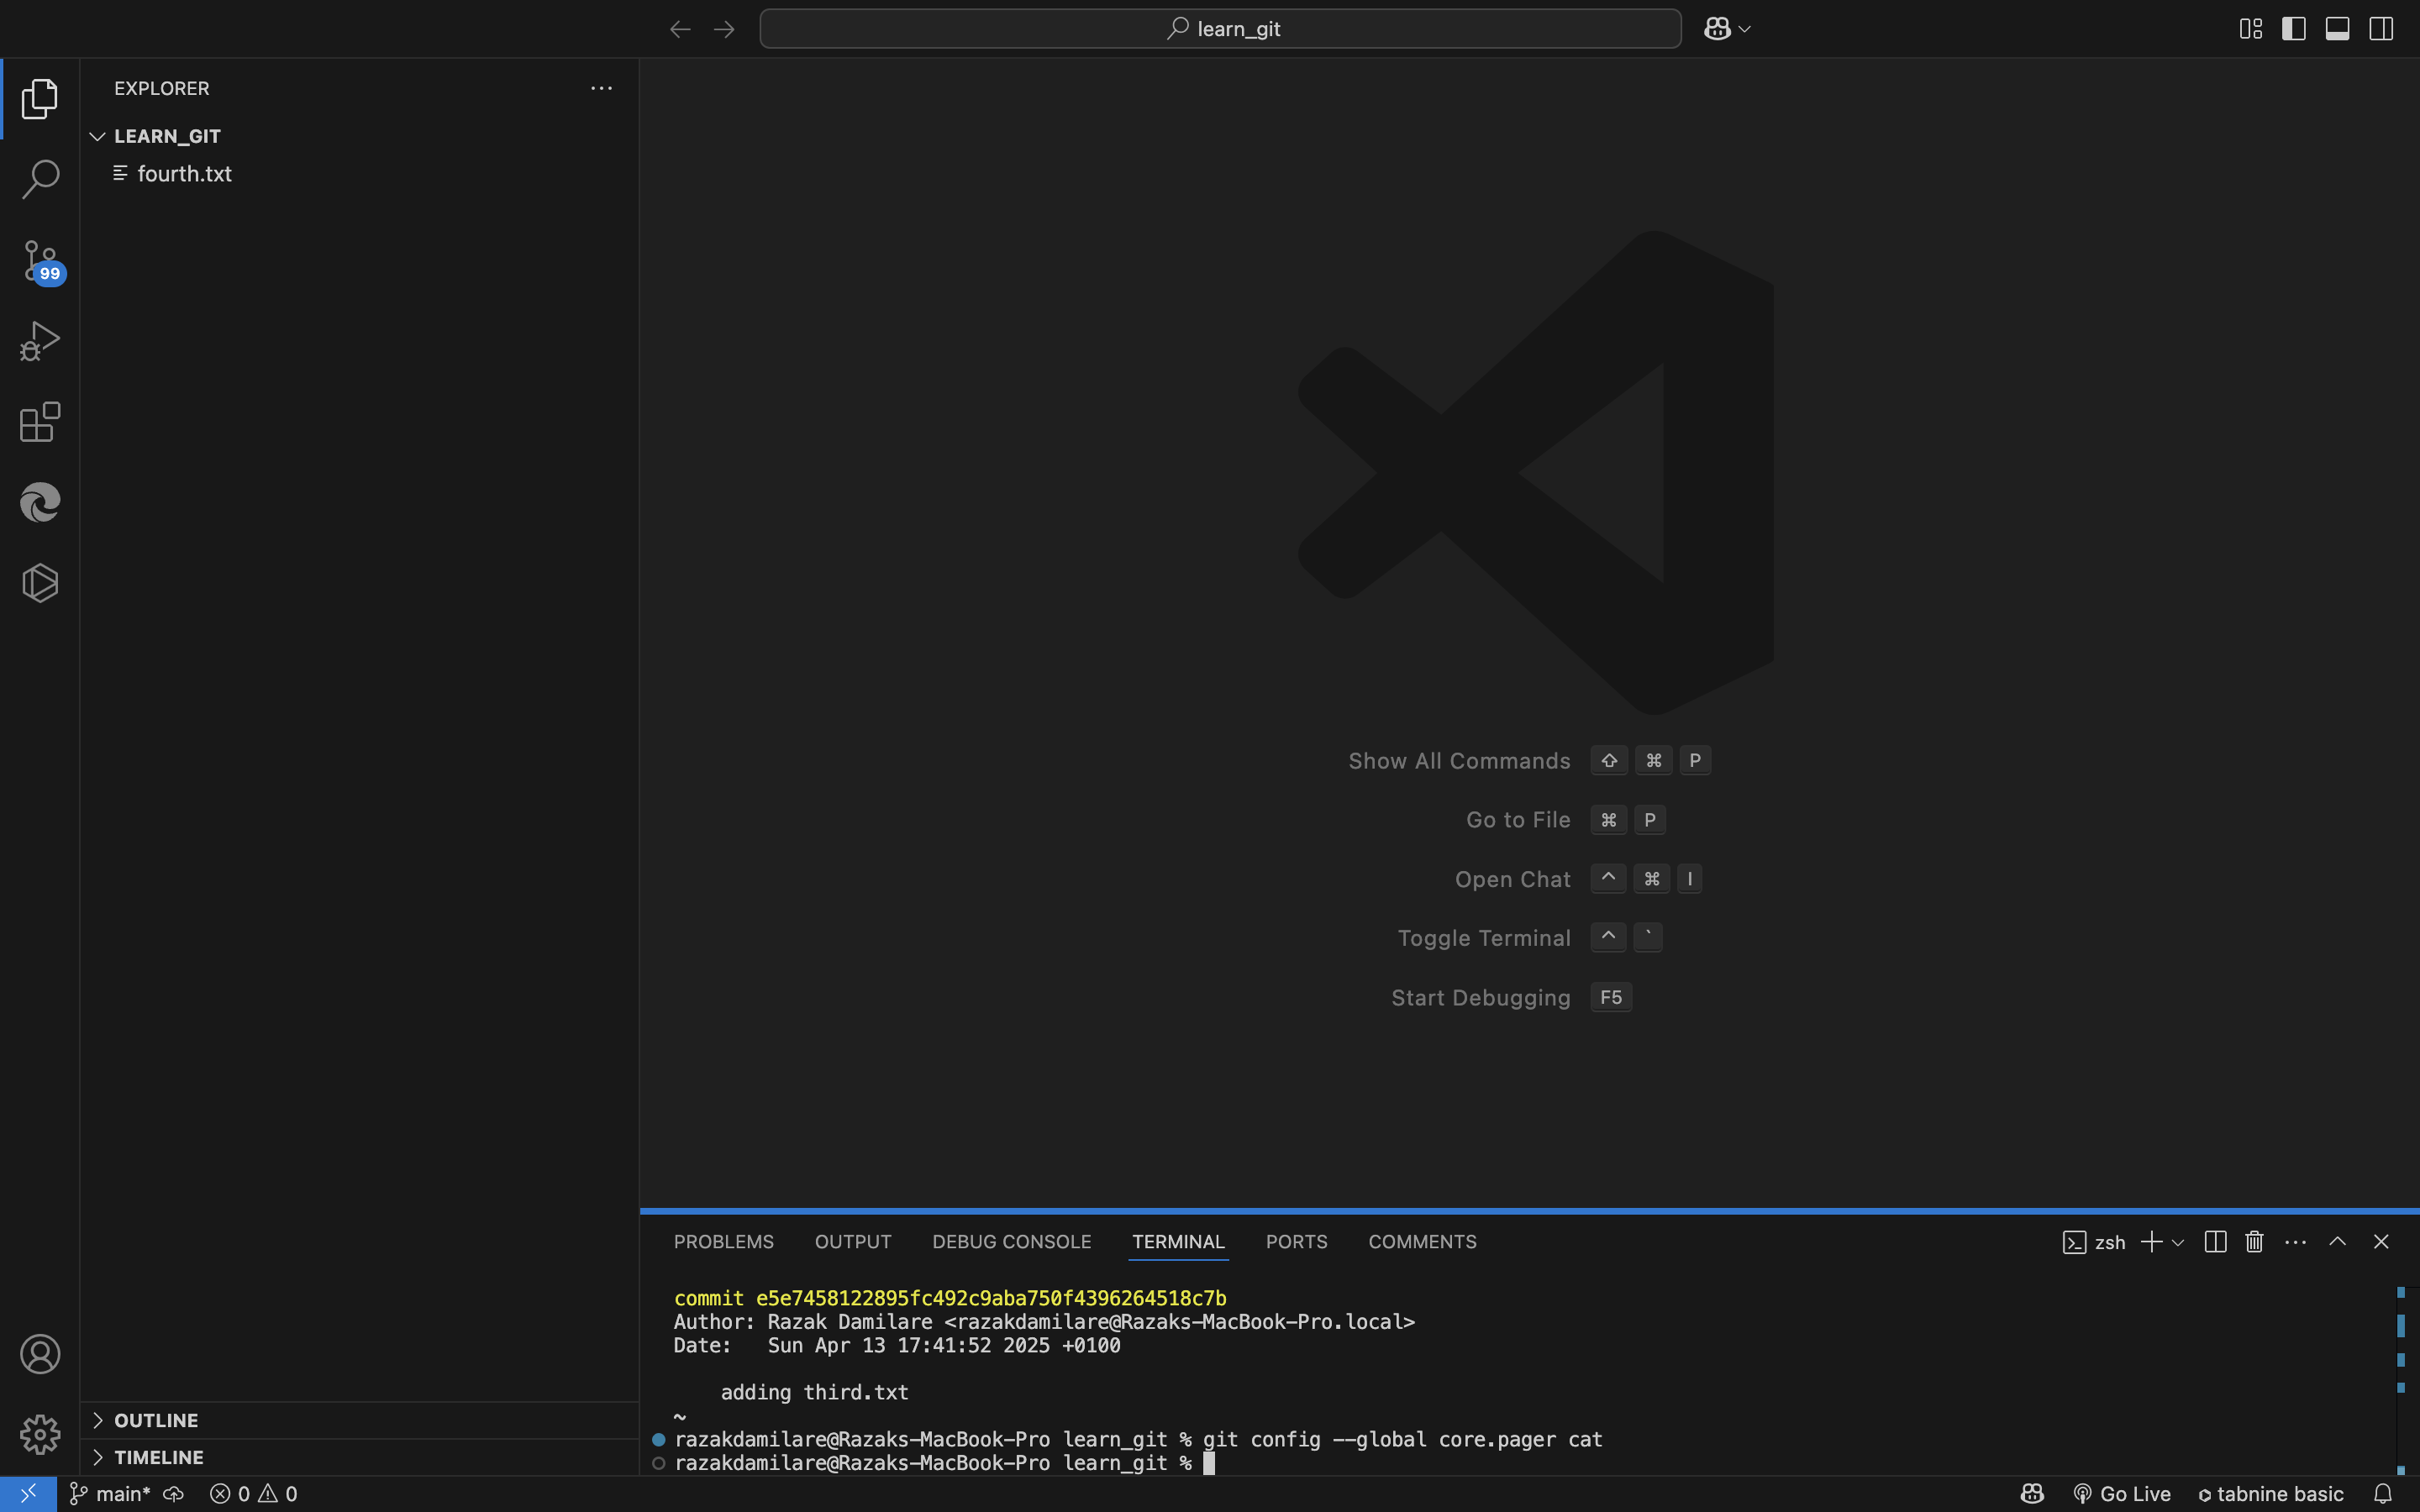 learn_git
EXPLORER
LEARN_GIT
fourth.txt
99
Show All Commands ⇧ ⌘ P
Go to File ⌘ P
Open Chat ^ ⌘ I
Toggle Terminal ^ `
Start Debugging F5
PROBLEMS OUTPUT DEBUG CONSOLE TERMINAL PORTS COMMENTS zsh
commit e5e7458122895fc492c9aba750f4396264518c7b
Author: Razak Damilare <razakdamilare@Razaks-MacBook-Pro.local>
Date:   Sun Apr 13 17:41:52 2025 +0100
adding third.txt
~
razakdamilare@Razaks-MacBook-Pro learn_git % git config --global core.pager cat
razakdamilare@Razaks-MacBook-Pro learn_git %
OUTLINE
TIMELINE
main* 0 0 Go Live tabnine basic